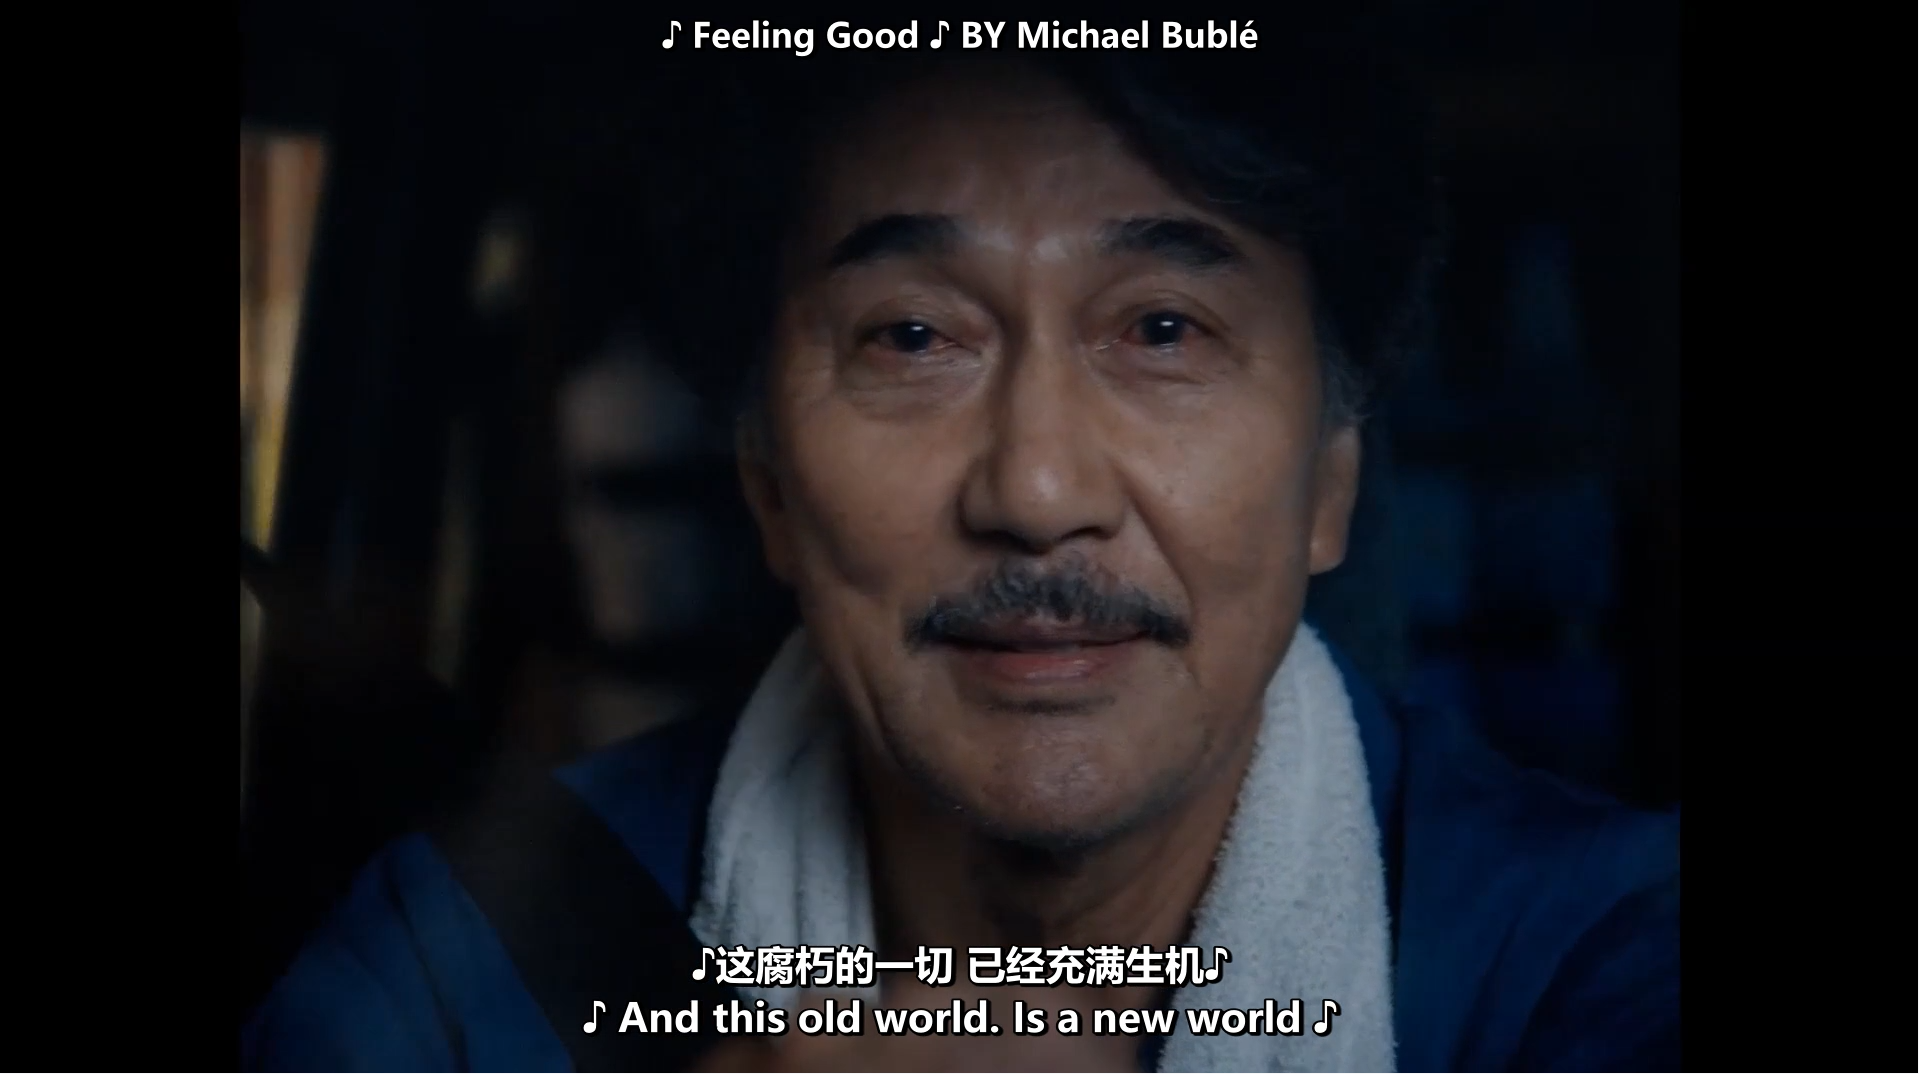 ♪ Feeling Good ♪ BY Michael Bublé
♪这腐朽的一切 已经充满生机♪
♪ And this old world. Is a new world ♪